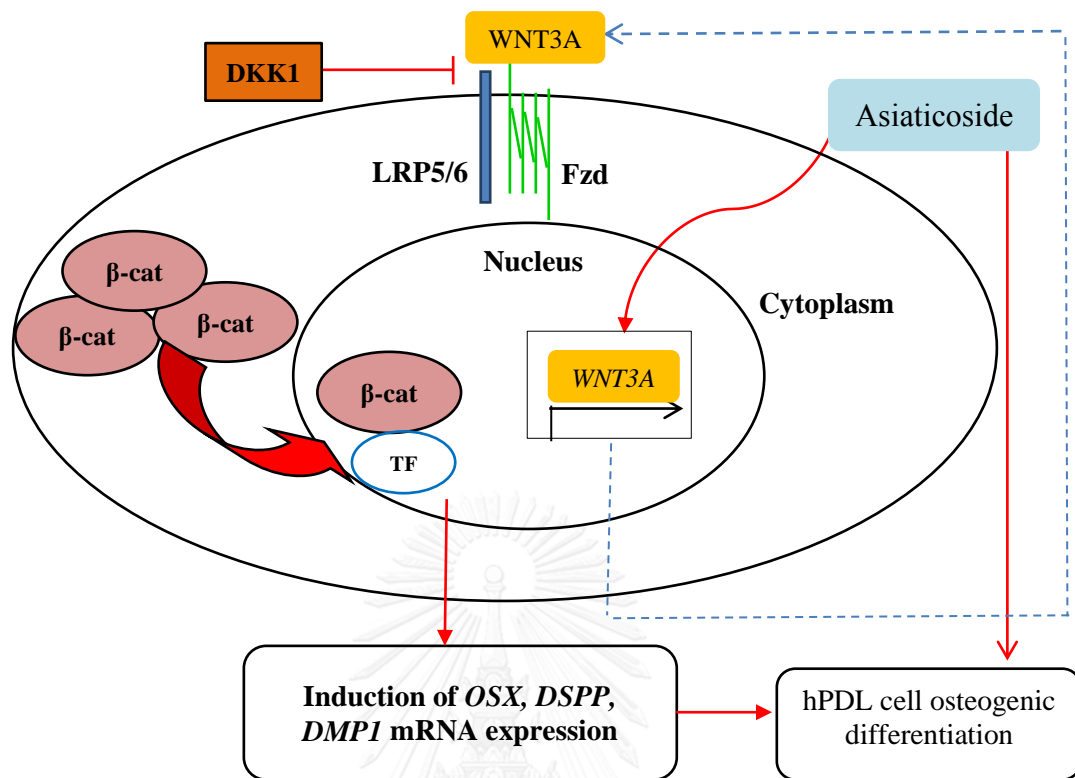 WNT3A
DKK1
Asiaticoside
LRP5/6
Fzd
Nucleus
Cytoplasm
β-cat
β-cat
β-cat
β-cat
TF
WNT3A
Induction of OSX, DSPP,
DMP1 mRNA expression
hPDL cell osteogenic
differentiation